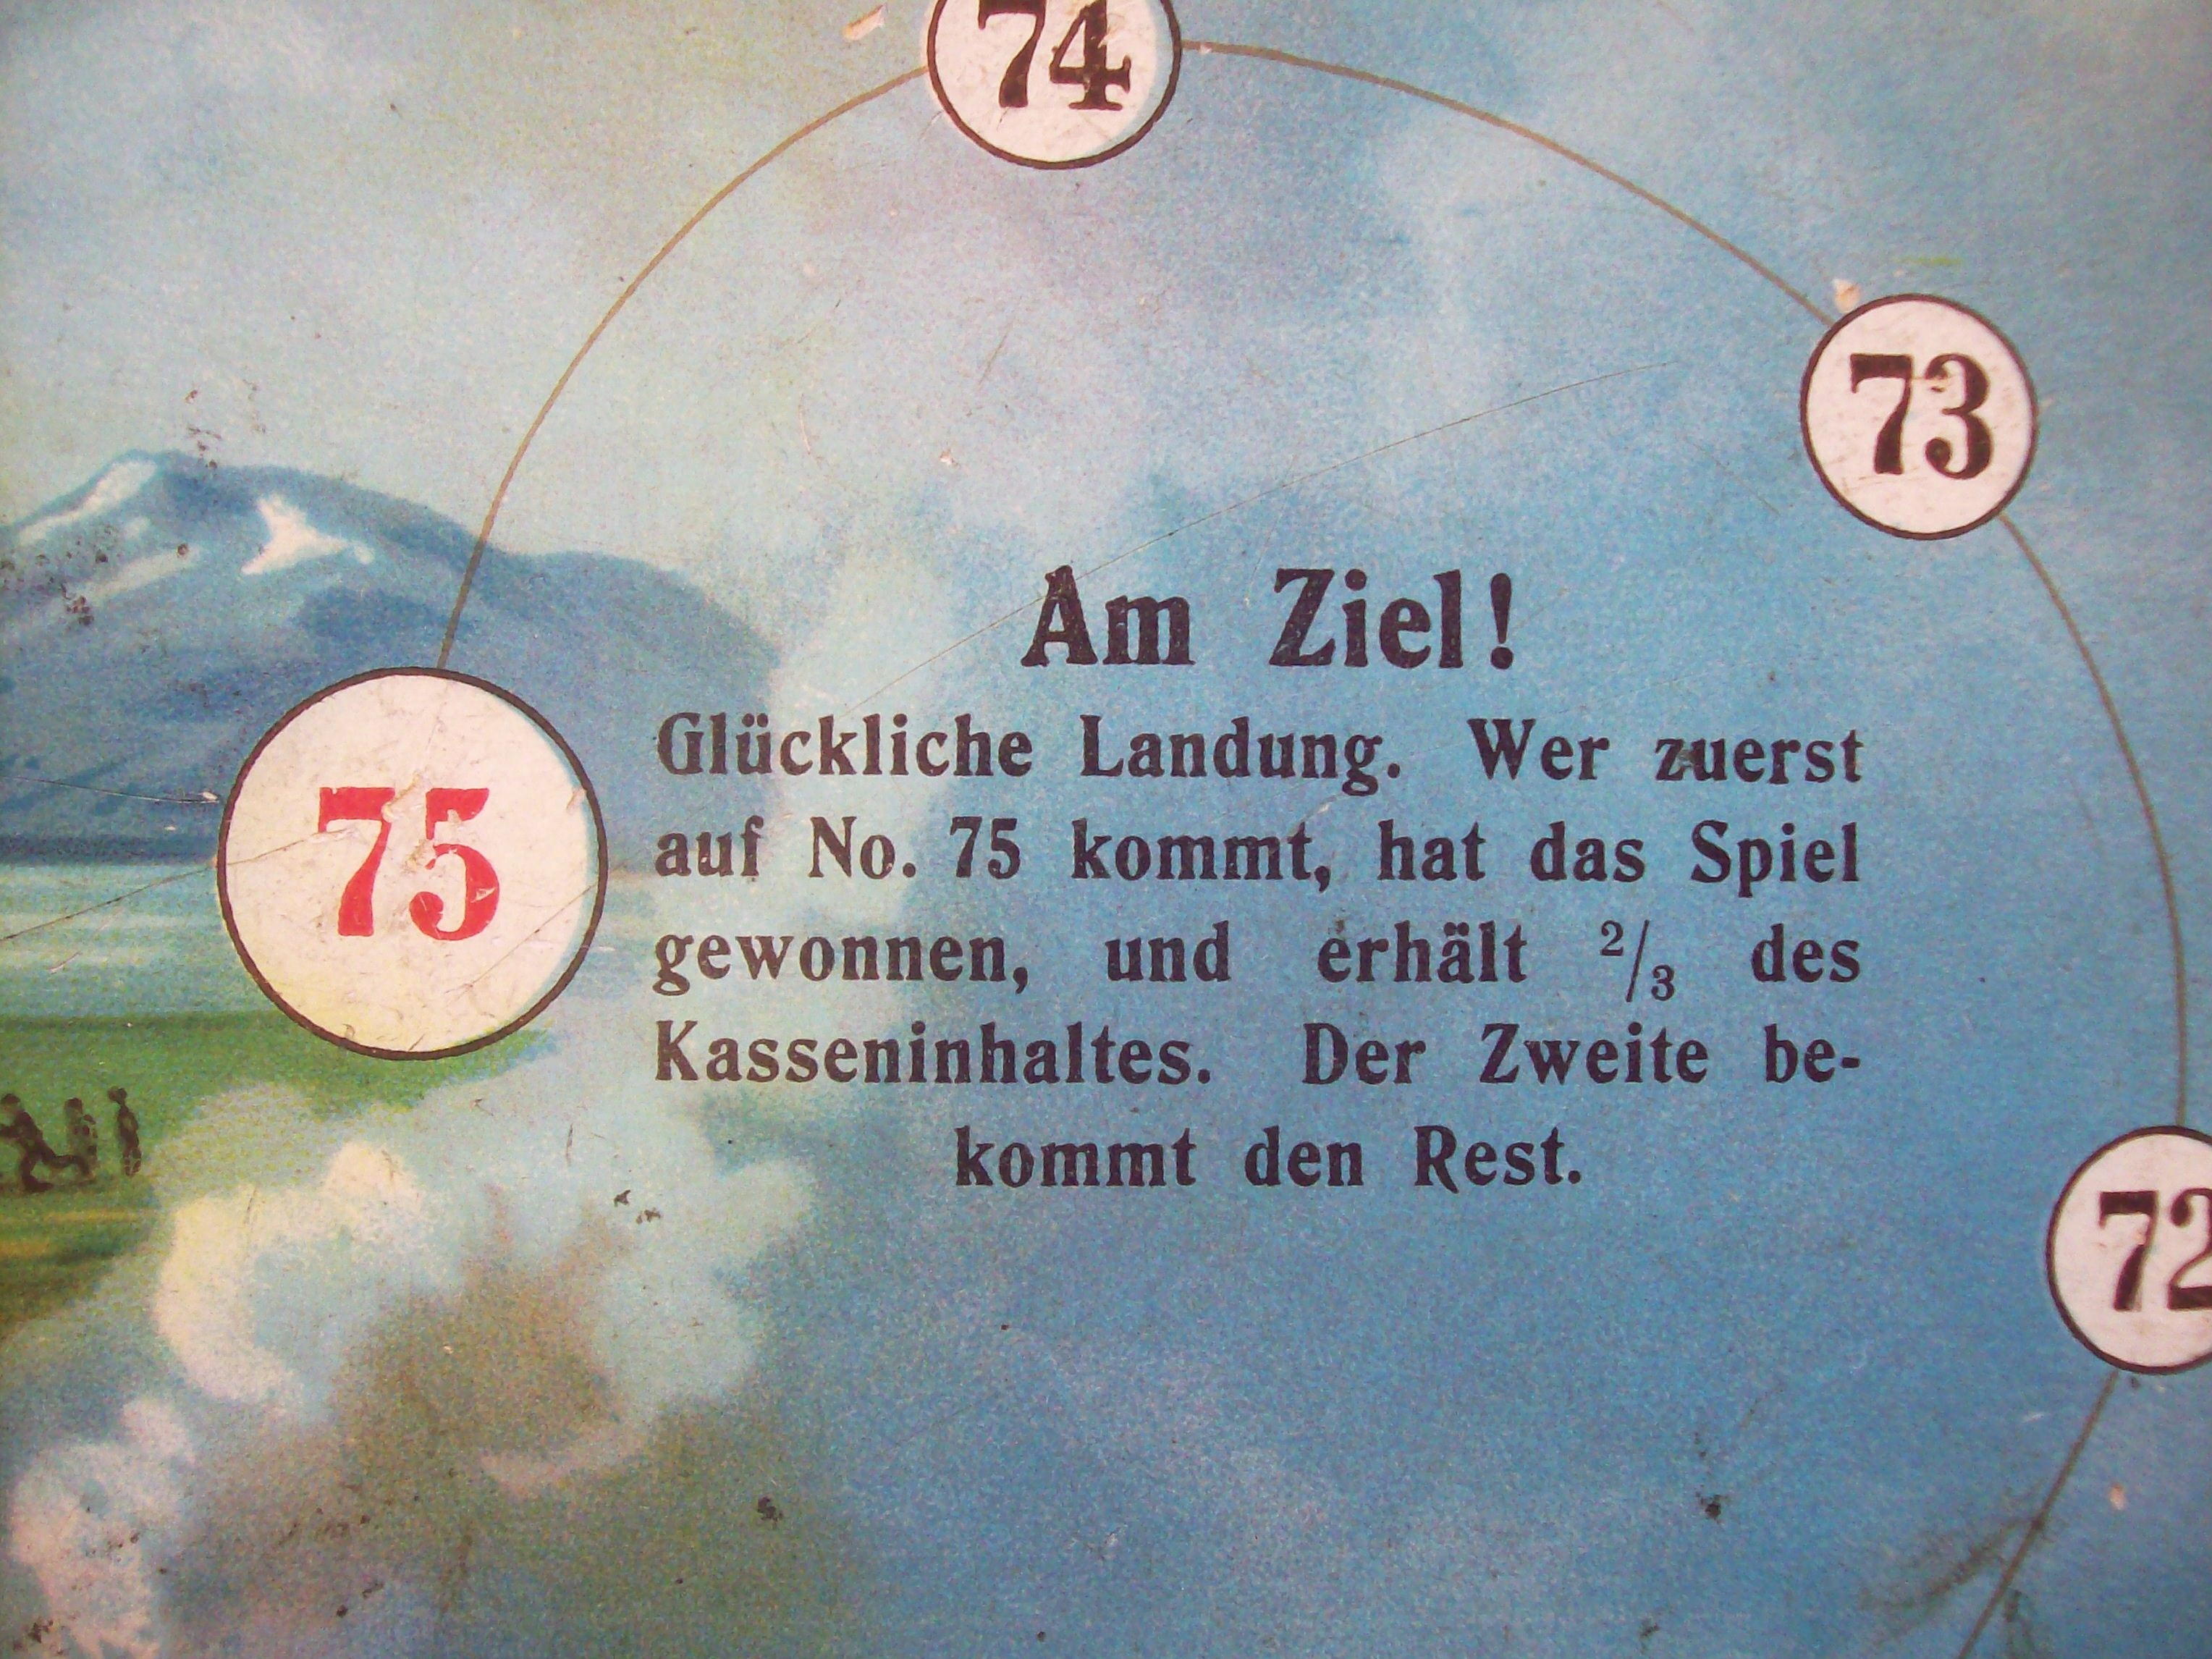 74
73
Am Ziel!
75
Glückliche Landung. Wer zuerst
auf No. 75 kommt, hat das Spiel
gewonnen, und erhält 2/3 des
Kasseninhaltes. Der Zweite be-
kommt den Rest.
72